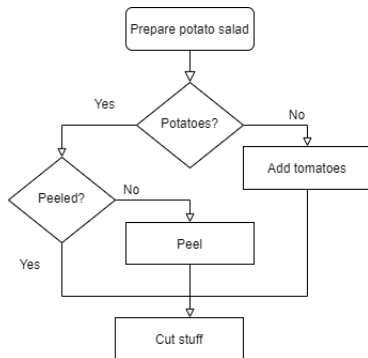 Prepare potato salad
Yes
Potatoes?
No
Add tomatoes
Peeled?
No
Peel
Yes
Cut stuff